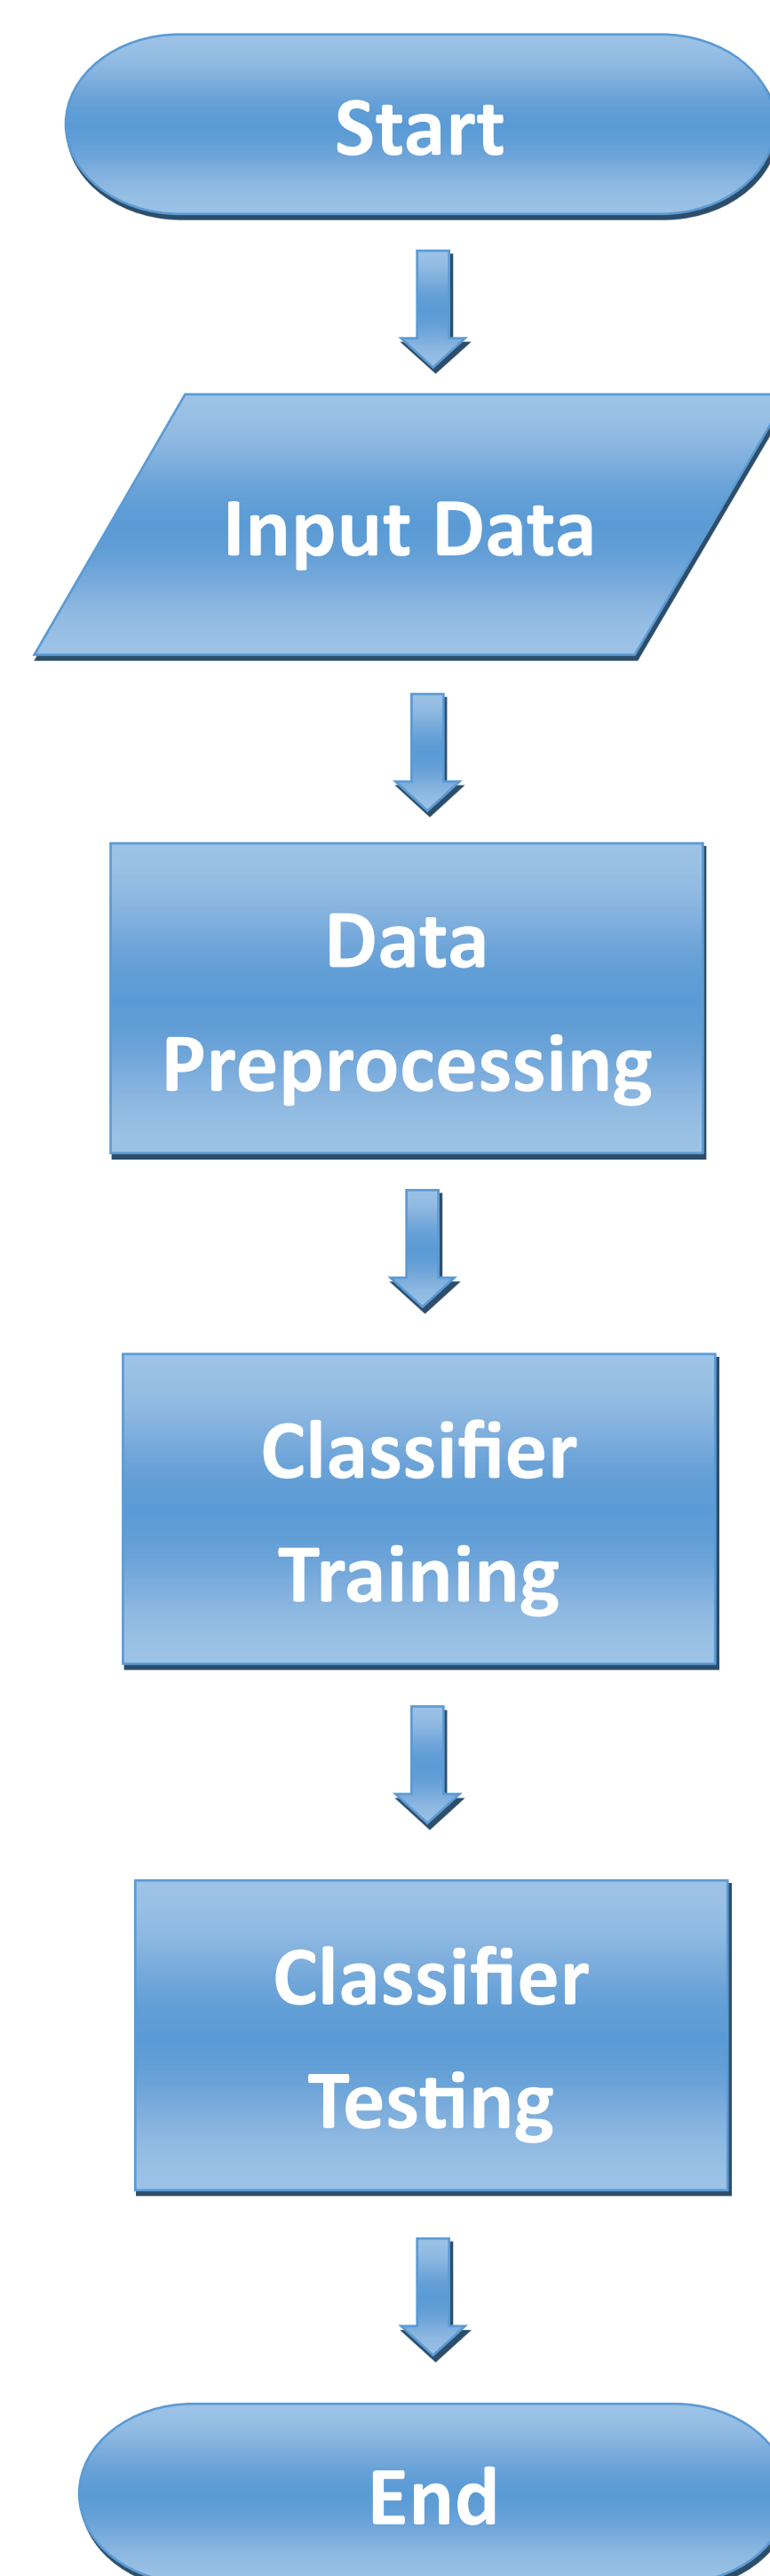 Start
Input Data
Data
Preprocessing
Classifier
Training
Classifier
Testing
End